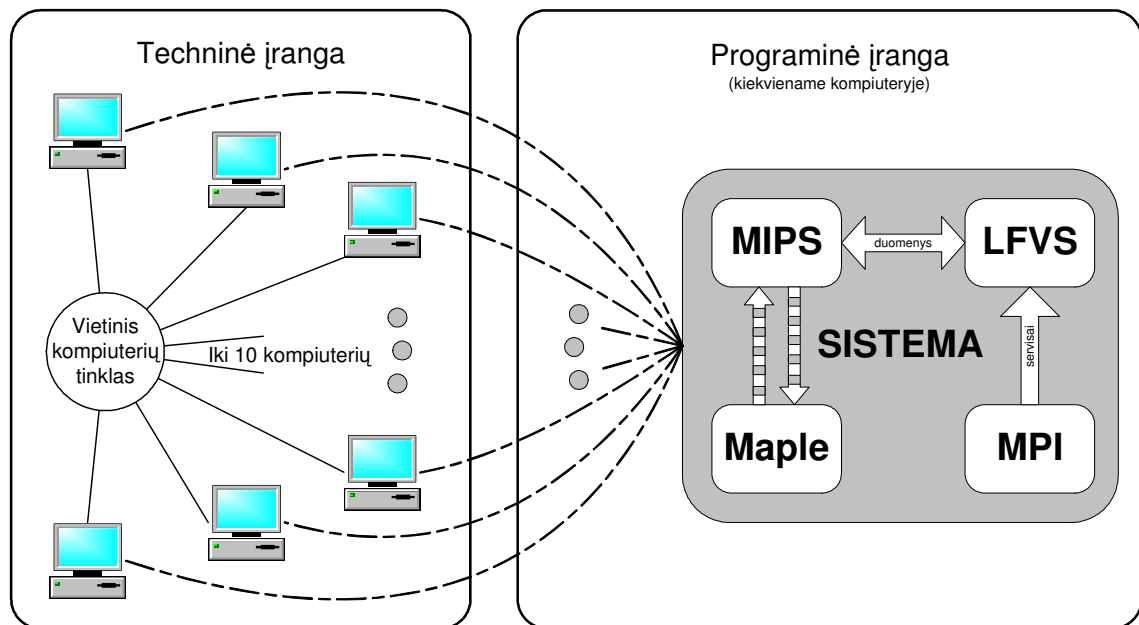 Techninė įranga
Vietinis
kompiuterių
tinklas
Iki 10 kompiuterių
Programinė įranga
(kiekviename kompiuteryje)
MIPS
duomenys
LFVS
SISTEMA
servisai
Maple
MPI